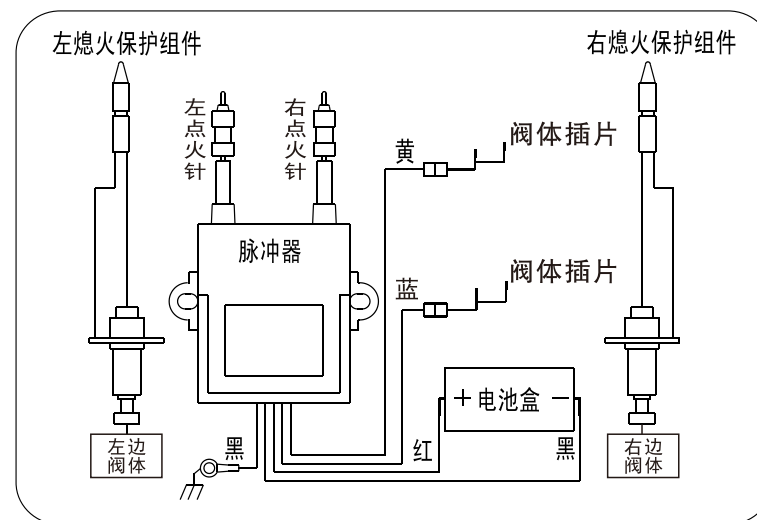 左熄火保护组件
右熄火保护组件
左点火针
右点火针
黄
阀体插片
脉冲器
蓝
阀体插片
+ 电池盒 −
黑
红
黑
左边
阀体
右边
阀体